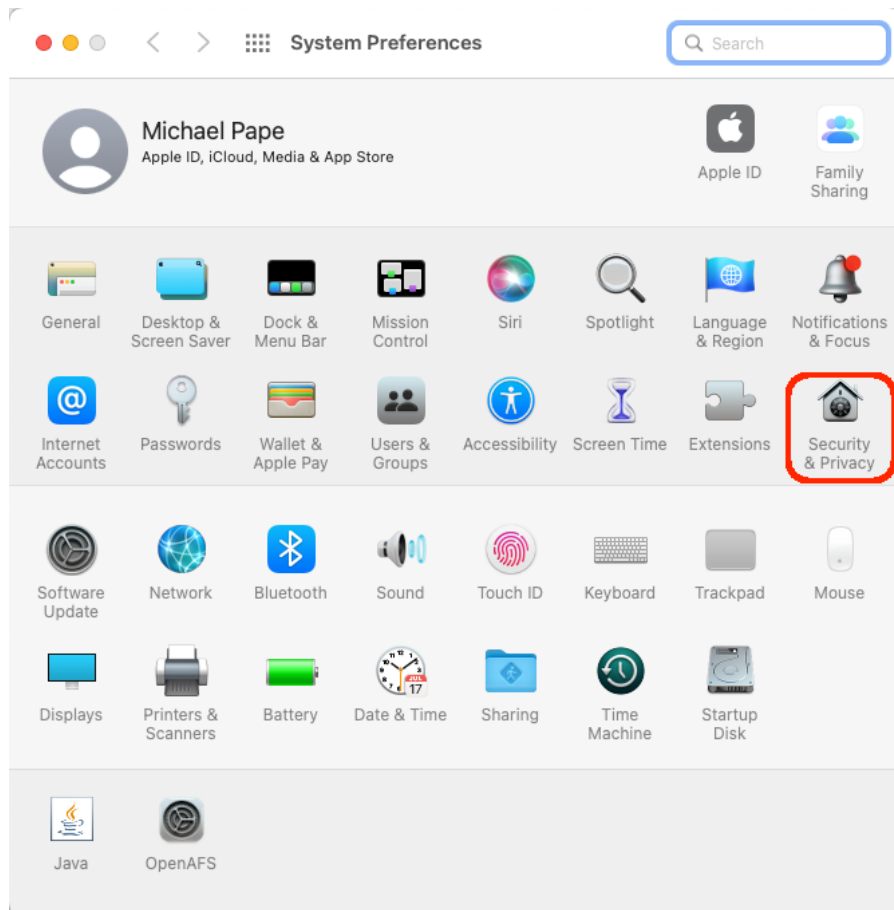 System Preferences
Search
Michael Pape
Apple ID, iCloud, Media & App Store
Apple ID
Family
Sharing
General
Desktop &
Screen Saver
Dock &
Menu Bar
Mission
Control
Siri
Spotlight
Language
& Region
Notifications
& Focus
Internet
Accounts
Passwords
Wallet &
Apple Pay
Users &
Groups
Accessibility
Screen Time
Extensions
Security
& Privacy
Software
Update
Network
Bluetooth
Sound
Touch ID
Keyboard
Trackpad
Mouse
Displays
Printers &
Scanners
Battery
JUL
17
Date & Time
Sharing
Time
Machine
Startup
Disk
Java
OpenAFS